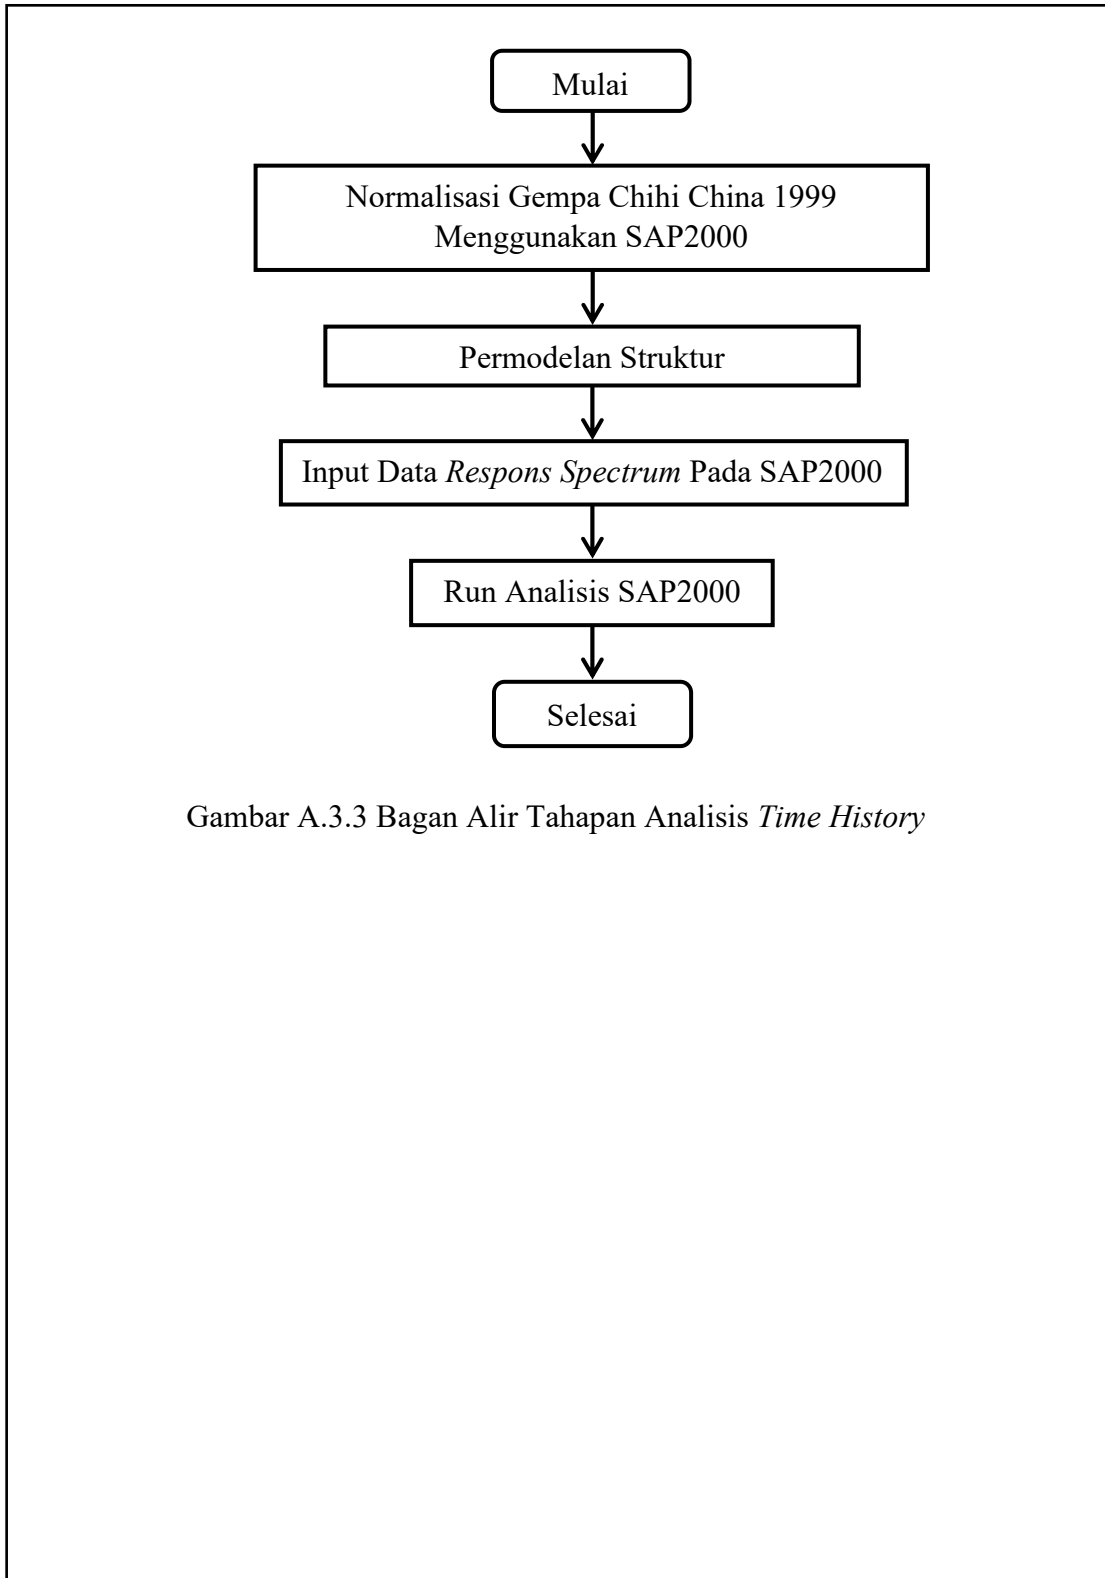 Mulai
Normalisasi Gempa Chihi China 1999
Menggunakan SAP2000
Permodelan Struktur
Input Data Respons Spectrum Pada SAP2000
Run Analisis SAP2000
Selesai
Gambar A.3.3 Bagan Alir Tahapan Analisis Time History